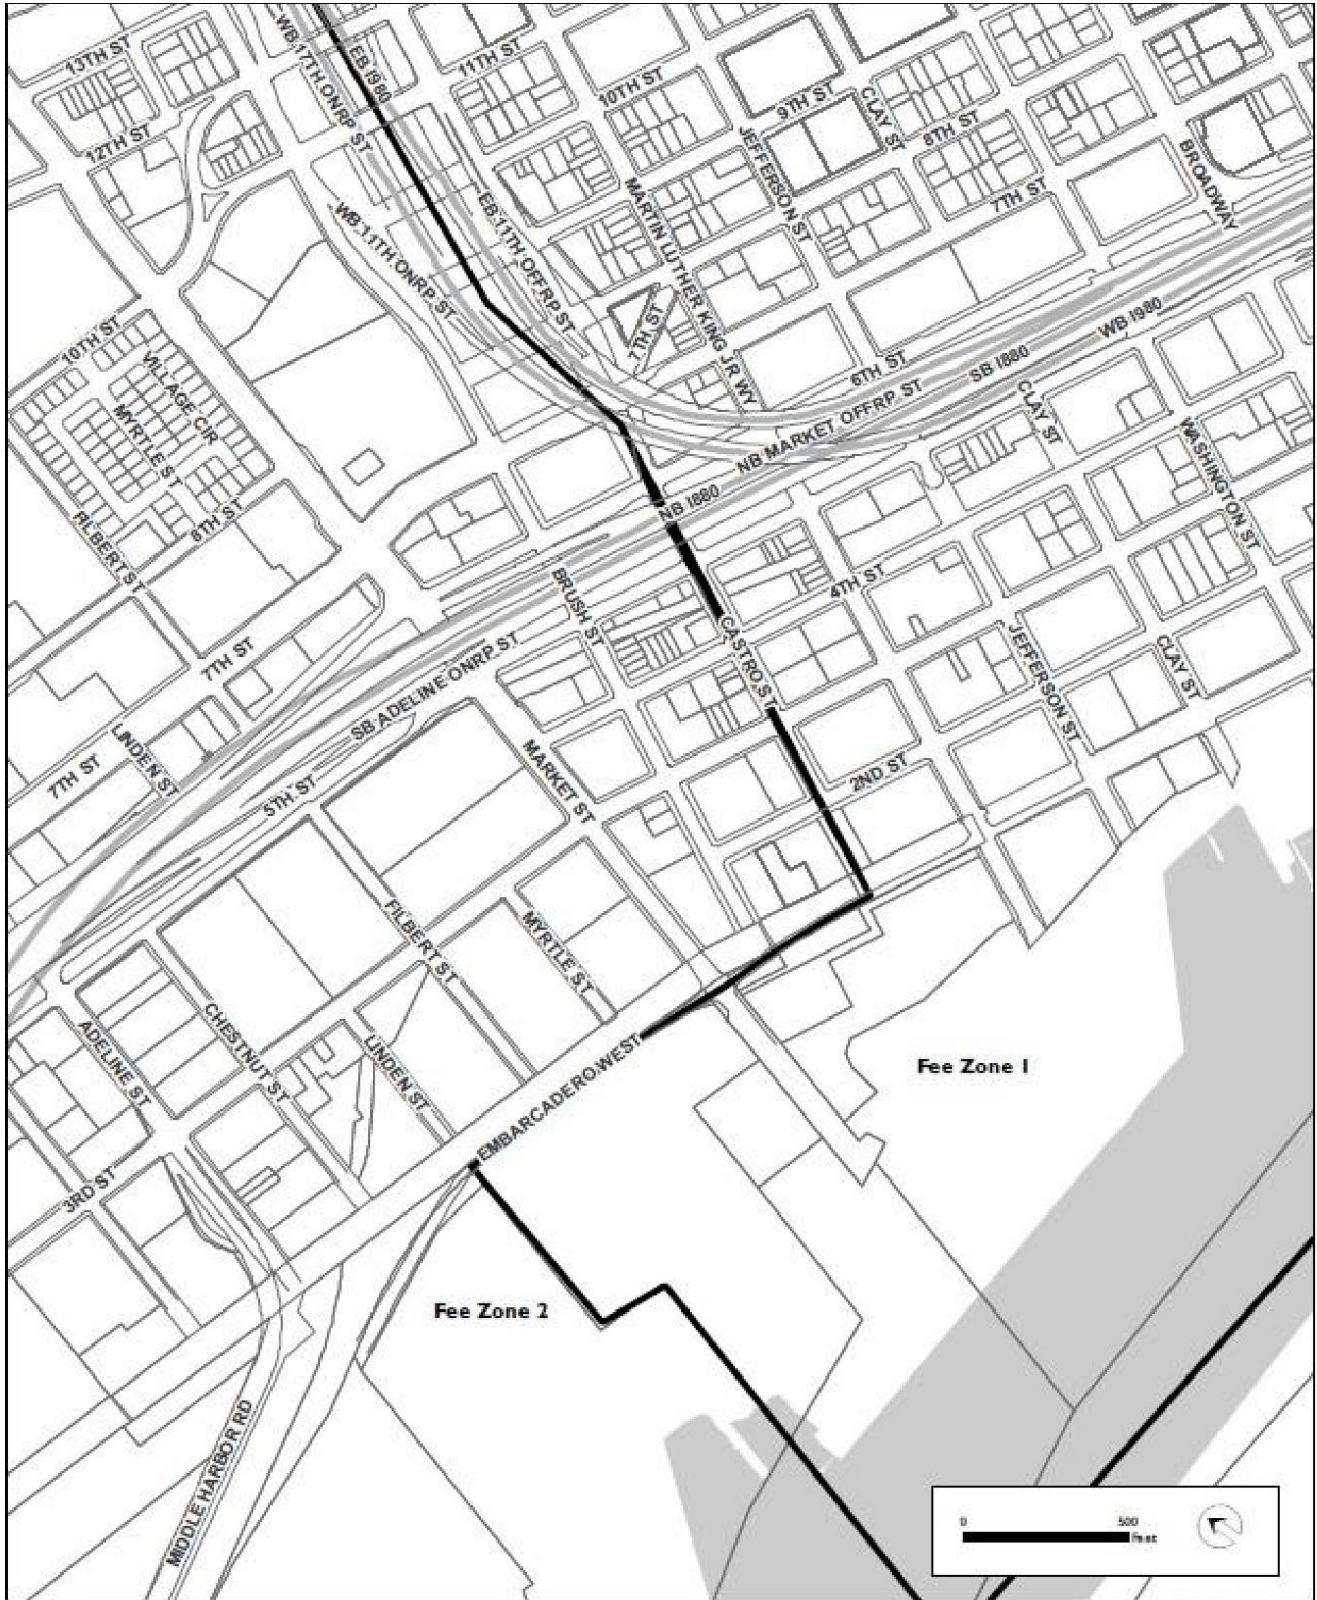 13TH ST
WB 17TH ONRP ST
EB I980
11TH ST
10TH ST
9TH ST
CLAY ST
8TH ST
12TH ST
JEFFERSON ST
BROADWAY
7TH ST
MARTIN LUTHER KING JR WY
EB 11TH OFFRP ST
WB 11TH ONRP ST
7TH ST
10TH ST
VILLAGE CIR
MYRTLE ST
6TH ST
SB I880
WB I980
NB MARKET OFFRP ST
CLAY ST
WASHINGTON ST
8TH ST
FILBERT ST
NB I880
BRUSH ST
4TH ST
CASTRO ST
JEFFERSON ST
CLAY ST
7TH ST
SB ADELINE ONRP ST
LINDEN ST
7TH ST
5TH ST
MARKET ST
2ND ST
FILBERT ST
MYRTLE ST
ADELINE ST
CHESTNUT ST
LINDEN ST
EMBARCADERO WEST
Fee Zone 1
3RD ST
Fee Zone 2
MIDDLE HARBOR RD
0 500
Feet